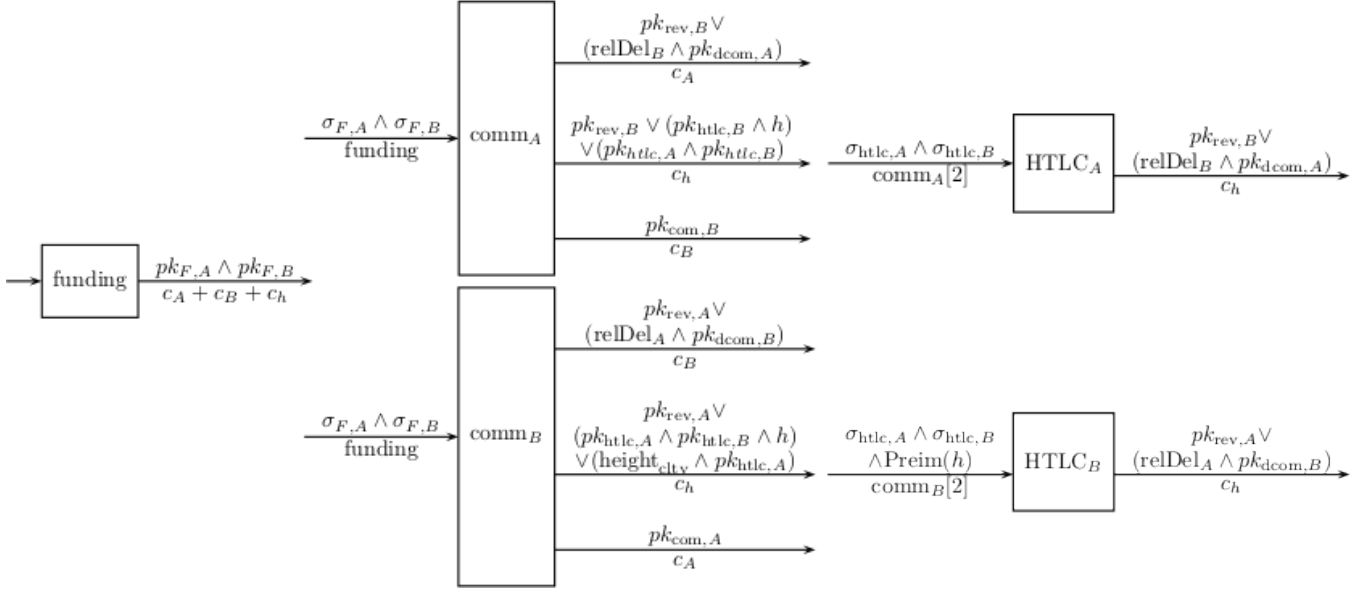 funding
pk_{F,A} ∧ pk_{F,B}
c_A + c_B + c_h
σ_{F,A} ∧ σ_{F,B}
funding
comm_A
pk_{rev,B} ∨
(relDel_B ∧ pk_{dcom,A})
c_A
pk_{rev,B} ∨ (pk_{htlc,B} ∧ h)
∨(pk_{htlc,A} ∧ pk_{htlc,B})
c_h
pk_{com,B}
c_B
σ_{htlc,A} ∧ σ_{htlc,B}
comm_A[2]
HTLC_A
pk_{rev,B} ∨
(relDel_B ∧ pk_{dcom,A})
c_h
σ_{F,A} ∧ σ_{F,B}
funding
comm_B
pk_{rev,A} ∨
(relDel_A ∧ pk_{dcom,B})
c_B
pk_{rev,A} ∨
(pk_{htlc,A} ∧ pk_{htlc,B} ∧ h)
∨(height_{cltv} ∧ pk_{htlc,A})
c_h
pk_{com,A}
c_A
σ_{htlc,A} ∧ σ_{htlc,B}
∧Preim(h)
comm_B[2]
HTLC_B
pk_{rev,A} ∨
(relDel_A ∧ pk_{dcom,B})
c_h